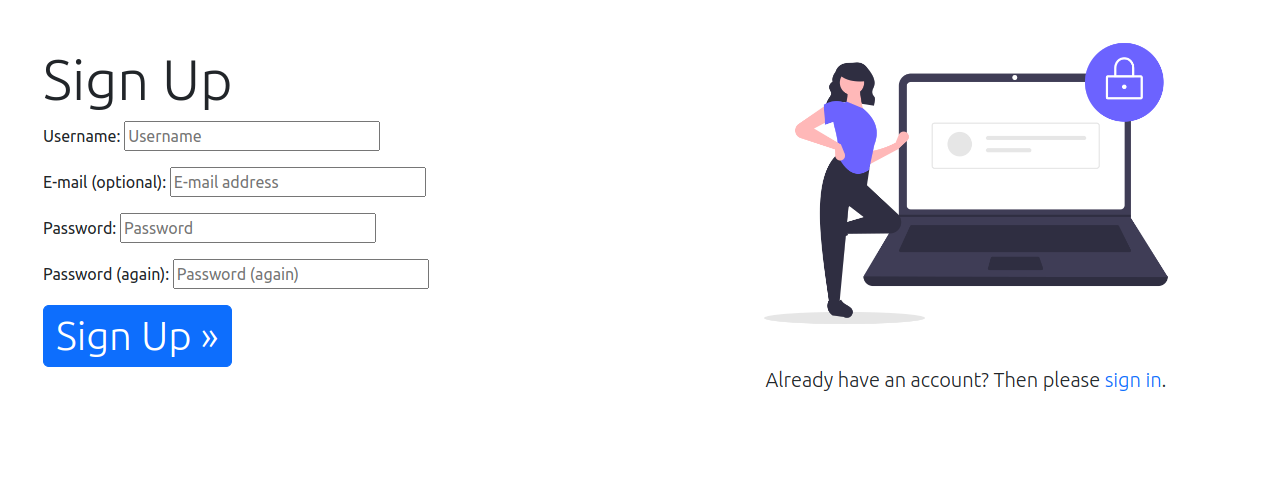 Sign Up
Username: Username
E-mail (optional): E-mail address
Password: Password
Password (again): Password (again)
Sign Up »
Already have an account? Then please sign in.